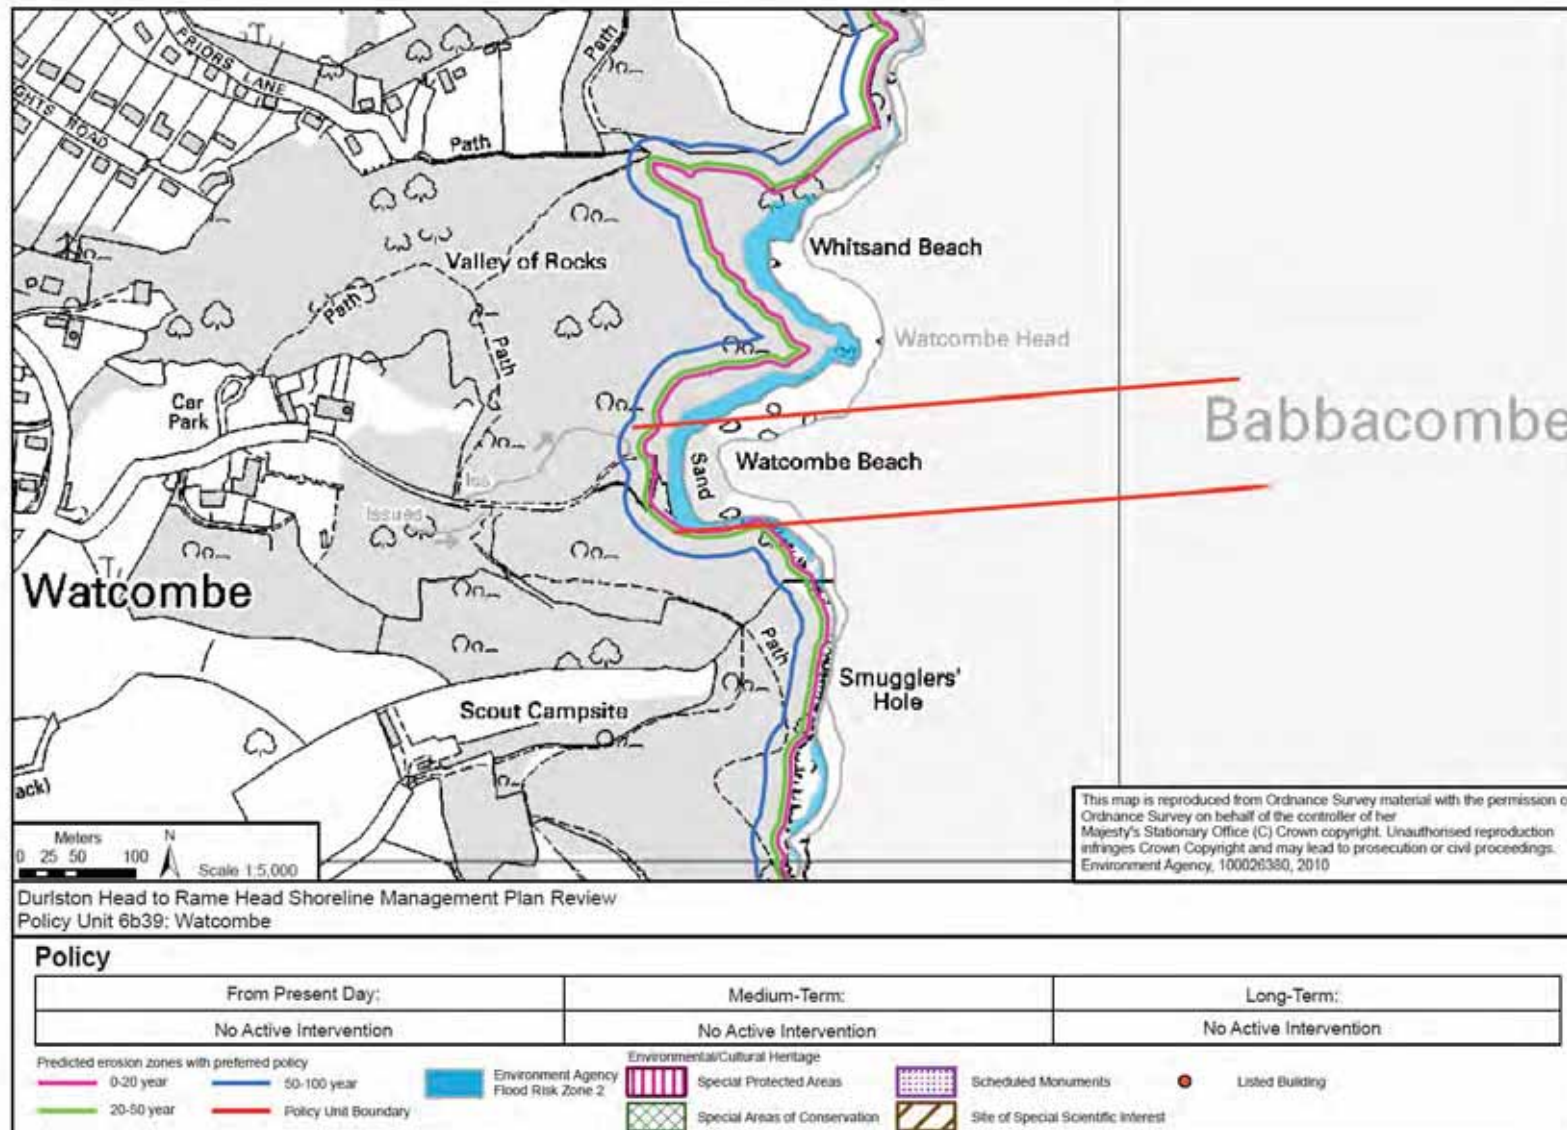 PRIORS LANE
GHTS ROAD
Path
Path
Whitsand Beach
Valley of Rocks
Path
Path
Watcombe Head
Car
Park
Babbacombe
Sand
Watcombe Beach
Iss
Issues
Watcombe
Path
Smugglers'
Hole
Scout Campsite
ack)
Meters
N
0 25 50 100
Scale 1:5,000
This map is reproduced from Ordnance Survey material with the permission o
Ordnance Survey on behalf of the controller of her
Majesty's Stationary Office (C) Crown copyright. Unauthorised reproduction
infringes Crown Copyright and may lead to prosecution or civil proceedings.
Environment Agency, 100026380, 2010
Durlston Head to Rame Head Shoreline Management Plan Review
Policy Unit 6b39: Watcombe
Policy
From Present Day: Medium-Term: Long-Term:
No Active Intervention No Active Intervention No Active Intervention
Predicted erosion zones with preferred policy
0-20 year
50-100 year
20-50 year
Policy Unit Boundary
Environment Agency
Flood Risk Zone 2
Environmental/Cultural Heritage
Special Protected Areas
Scheduled Monuments
Listed Building
Special Areas of Conservation
Site of Special Scientific Interest